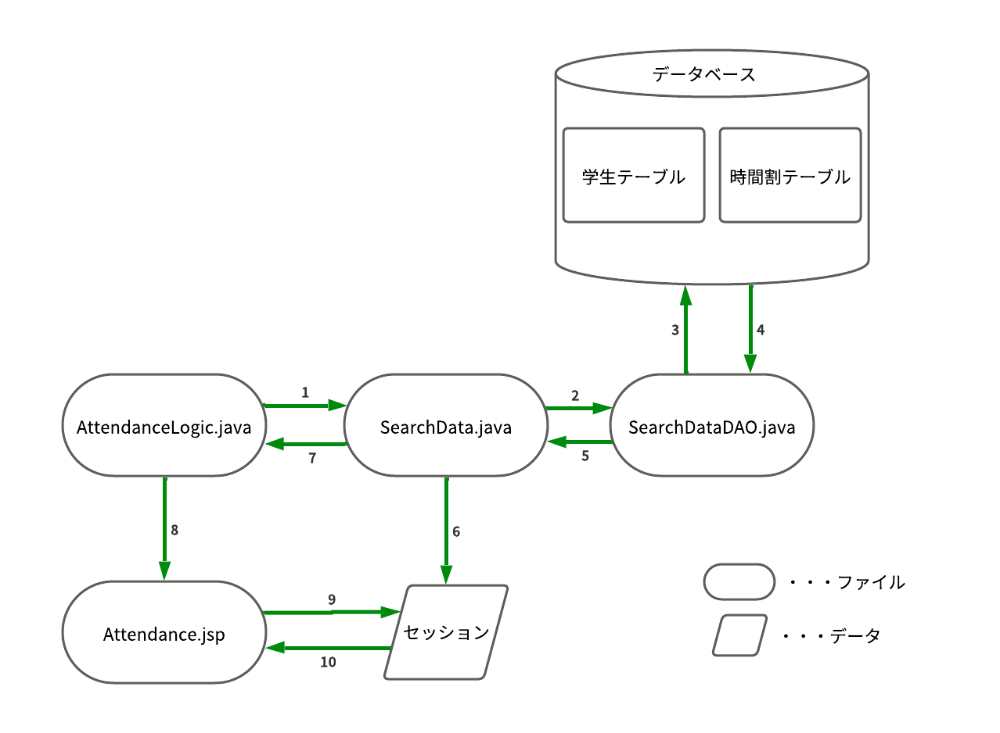 データベース
学生テーブル
時間割テーブル
3
4
1
2
AttendanceLogic.java
SearchData.java
SearchDataDAO.java
7
5
8
6
・・・ファイル
9
Attendance.jsp
セッション
・・・データ
10